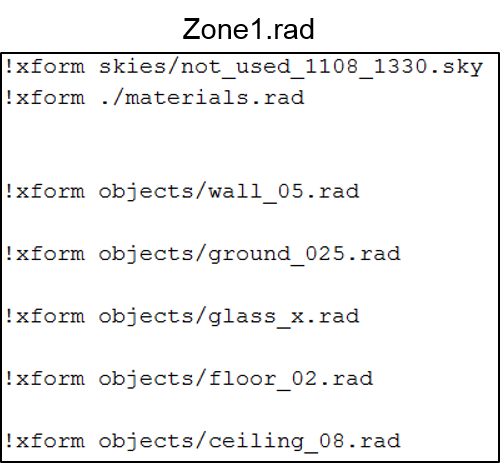 Zone1.rad
!xform skies/not_used_1108_1330.sky
!xform ./materials.rad
!xform objects/wall_05.rad
!xform objects/ground_025.rad
!xform objects/glass_x.rad
!xform objects/floor_02.rad
!xform objects/ceiling_08.rad